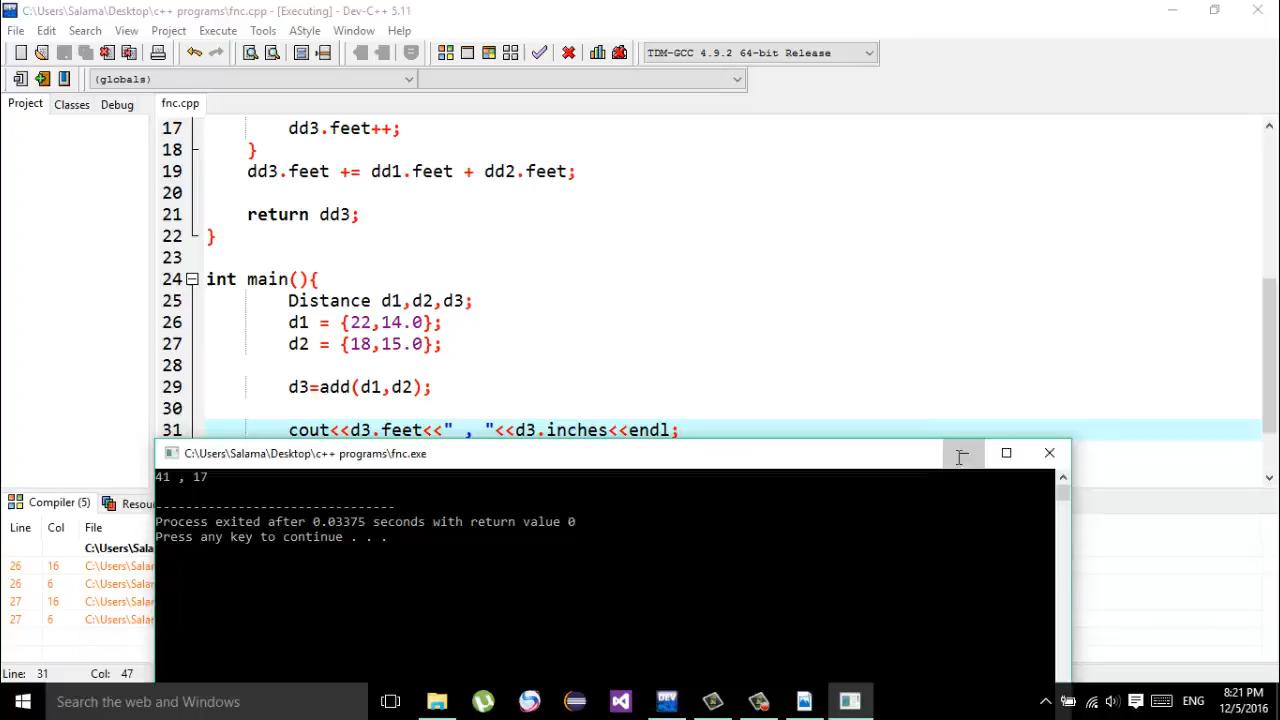 C:\Users\Salama\Desktop\c++ programs\fnc.cpp - [Executing] - Dev-C++ 5.11
File Edit Search View Project Execute Tools AStyle Window Help
TDM-GCC 4.9.2 64-bit Release
(globals)
Project Classes Debug fnc.cpp
17 dd3.feet++;
18 }
19 dd3.feet += dd1.feet + dd2.feet;
20
21 return dd3;
22 }
23
24 int main(){
25 Distance d1,d2,d3;
26 d1 = {22,14.0};
27 d2 = {18,15.0};
28
29 d3=add(d1,d2);
30
31 cout<<d3.feet<<" , "<<d3.inches<<endl;
C:\Users\Salama\Desktop\c++ programs\fnc.exe
41 , 17
--------------------------------
Process exited after 0.03375 seconds with return value 0
Press any key to continue . . .
Compiler (5) Resou
Line Col File
C:\Users\Sala
26 16 C:\Users\Salar
26 6 C:\Users\Salar
27 16 C:\Users\Salar
27 6 C:\Users\Salar
Line: 31 Col: 47
Search the web and Windows
DEV
ENG
8:21 PM
12/5/2016